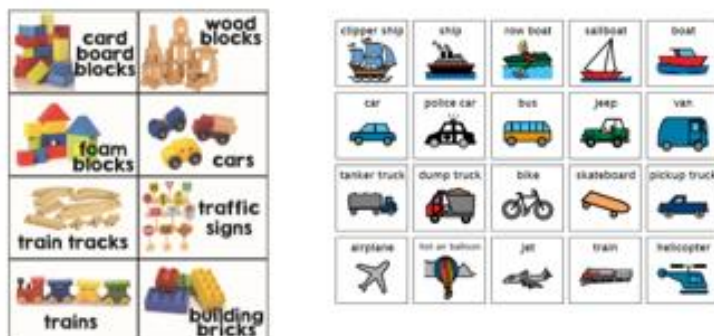 card
board
blocks
wood
blocks
foam
blocks
cars
train tracks
traffic
signs
trains
building
bricks
clipper ship
ship
row boat
sailboat
boat
car
police car
bus
jeep
van
tanker truck
dump truck
bike
skateboard
pickup truck
airplane
hot air balloon
jet
train
helicopter